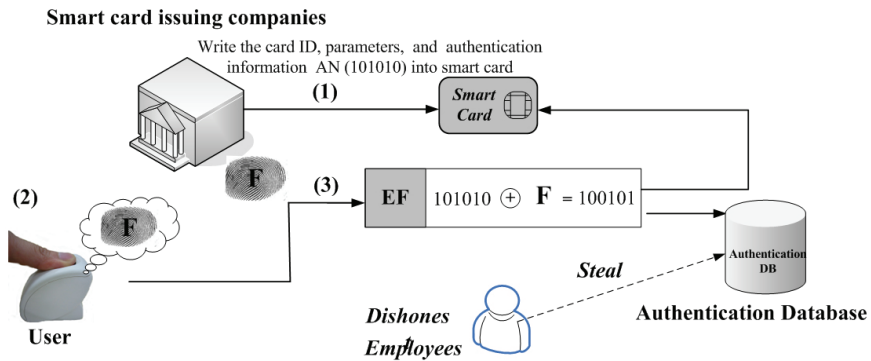 Smart card issuing companies
Write the card ID, parameters, and authentication
information AN (101010) into smart card
(1)
Smart
Card
F
(2)
F
(3)
EF
101010 ⊕ F = 100101
Authentication
DB
Steal
Authentication Database
User
Dishones
Employees